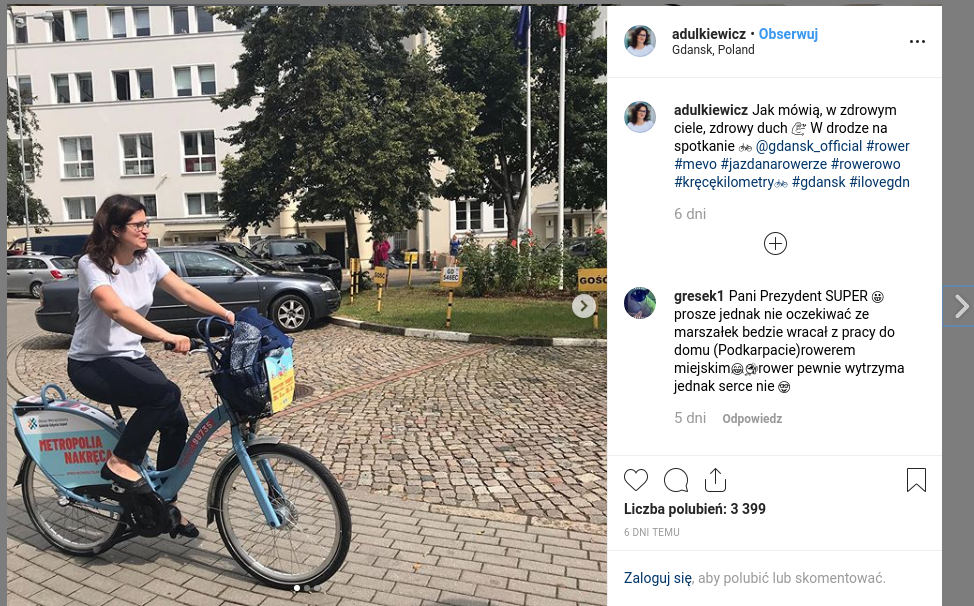 adulkiewicz • Obserwuj
Gdansk, Poland
adulkiewicz Jak mówią, w zdrowym
ciele, zdrowy duch W drodze na
spotkanie 🚲 @gdansk_official #rower
#mevo #jazdanarowerze #rowerowo
#kręcękilometry🚲 #gdansk #ilovegdn
6 dni
gresek1 Pani Prezydent SUPER 😀
prosze jednak nie oczekiwać ze
marszałek bedzie wracał z pracy do
domu (Podkarpacie)rowerem
miejskim rower pewnie wytrzyma
jednak serce nie
5 dni Odpowiedz
Liczba polubień: 3 399
6 DNI TEMU
Zaloguj się, aby polubić lub skomentować.
GOŚĆ
GOŚĆ
METROPOLIA
NAKRĘCA